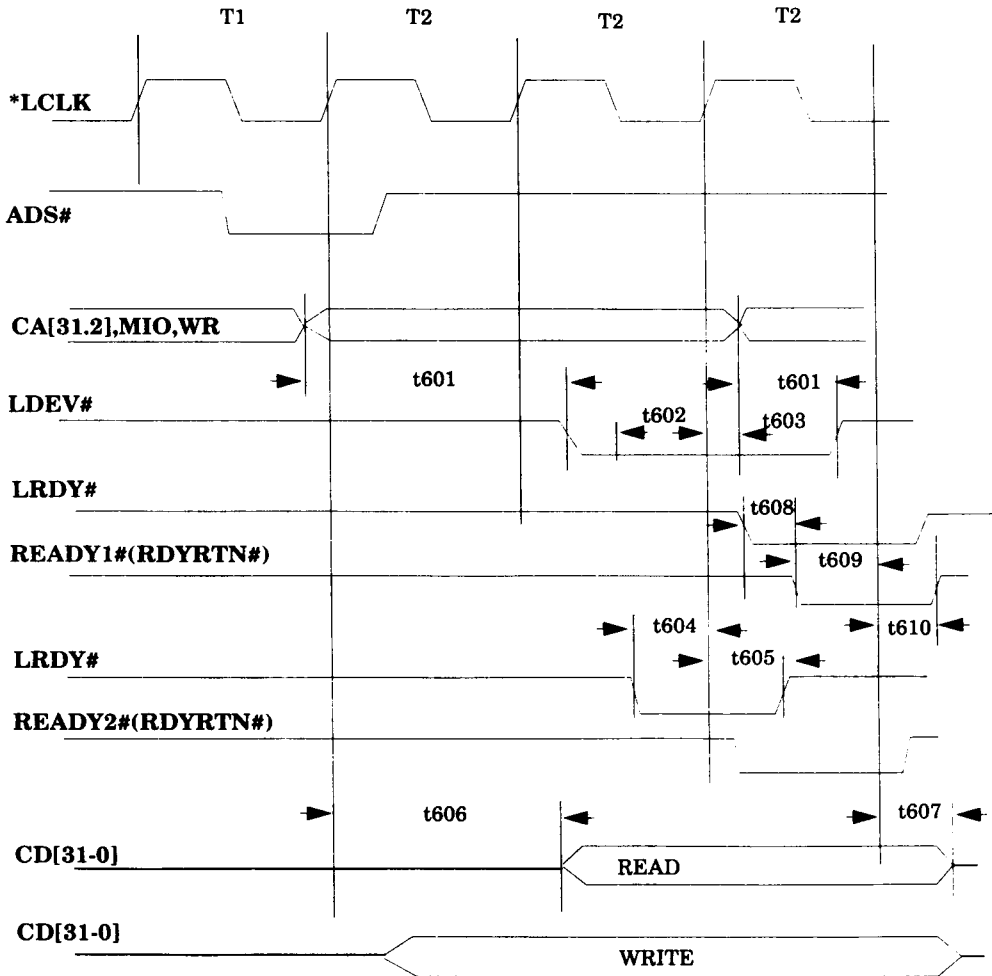 T1 T2 T2 T2
*LCLK
ADS#
CA[31.2],MIO,WR
t601 t601
LDEV#
t602 t603
LRDY#
t608
READY1#(RDYRTN#)
t609
t604 t610
LRDY#
t605
READY2#(RDYRTN#)
t606 t607
CD[31-0]
READ
CD[31-0]
WRITE